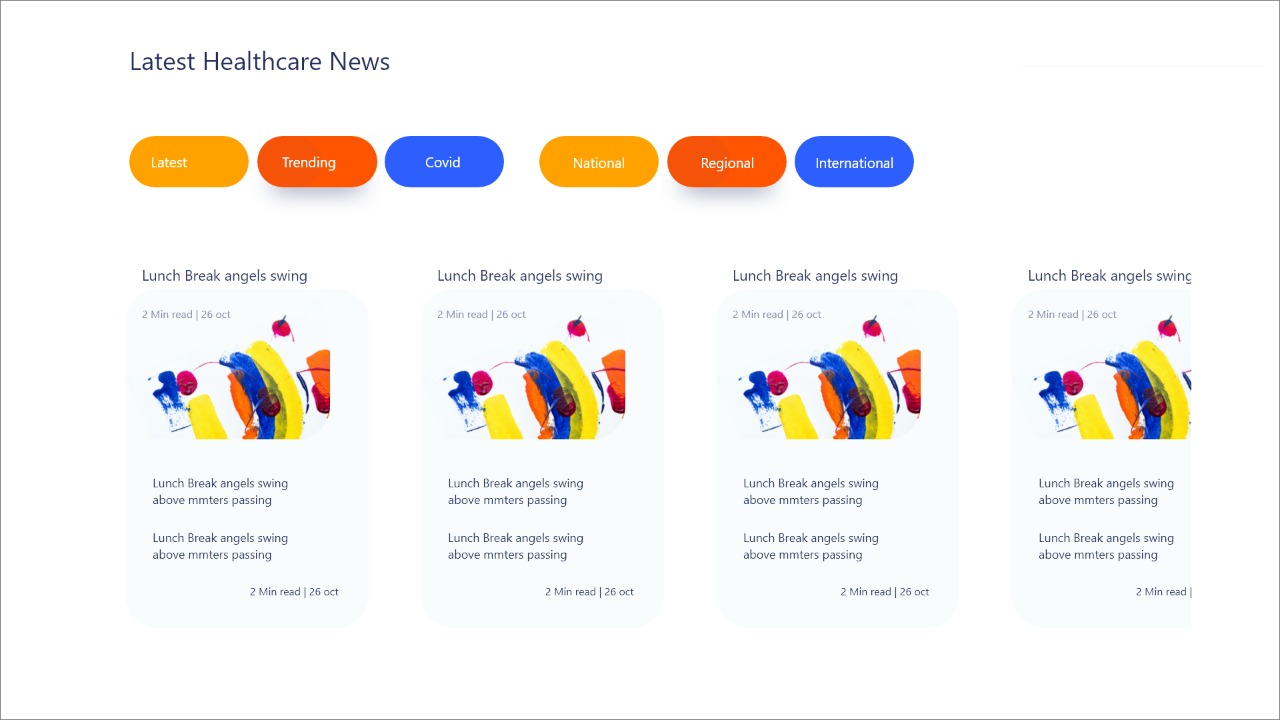 Latest Healthcare News
Latest
Trending
Covid
National
Regional
International
Lunch Break angels swing
2 Min read | 26 oct
Lunch Break angels swing
above mmters passing
Lunch Break angels swing
above mmters passing
2 Min read | 26 oct
Lunch Break angels swing
2 Min read | 26 oct
Lunch Break angels swing
above mmters passing
Lunch Break angels swing
above mmters passing
2 Min read | 26 oct
Lunch Break angels swing
2 Min read | 26 oct
Lunch Break angels swing
above mmters passing
Lunch Break angels swing
above mmters passing
2 Min read | 26 oct
Lunch Break angels swing
2 Min read | 26 oct
Lunch Break angels swing
above mmters passing
Lunch Break angels swing
above mmters passing
2 Min read |